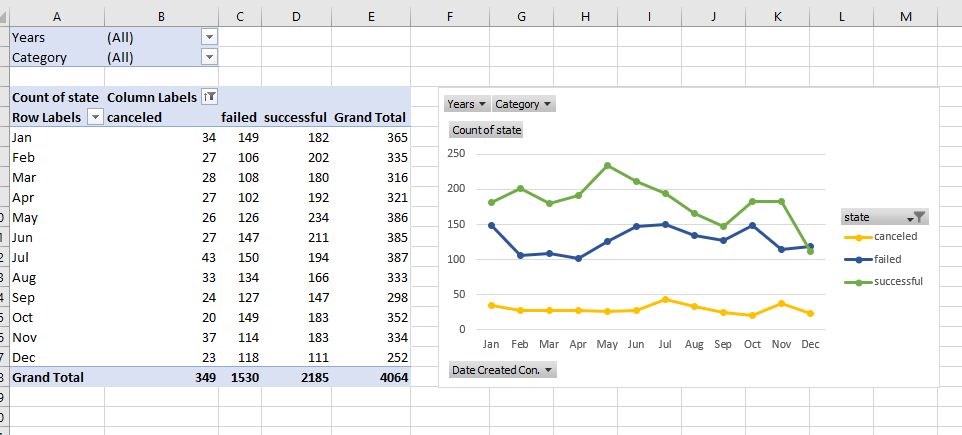 A B C D E F G H I J K L M
Years (All)
Category (All)
Count of state Column Labels
Row Labels canceled failed successful Grand Total
Jan 34 149 182 365
Feb 27 106 202 335
Mar 28 108 180 316
Apr 27 102 192 321
May 26 126 234 386
Jun 27 147 211 385
Jul 43 150 194 387
Aug 33 134 166 333
Sep 24 127 147 298
Oct 20 149 183 352
Nov 37 114 183 334
Dec 23 118 111 252
Grand Total 349 1530 2185 4064
Years Category
Count of state
250
200
150
100
50
0
Jan Feb Mar Apr May Jun Jul Aug Sep Oct Nov Dec
state
canceled
failed
successful
Date Created Con.